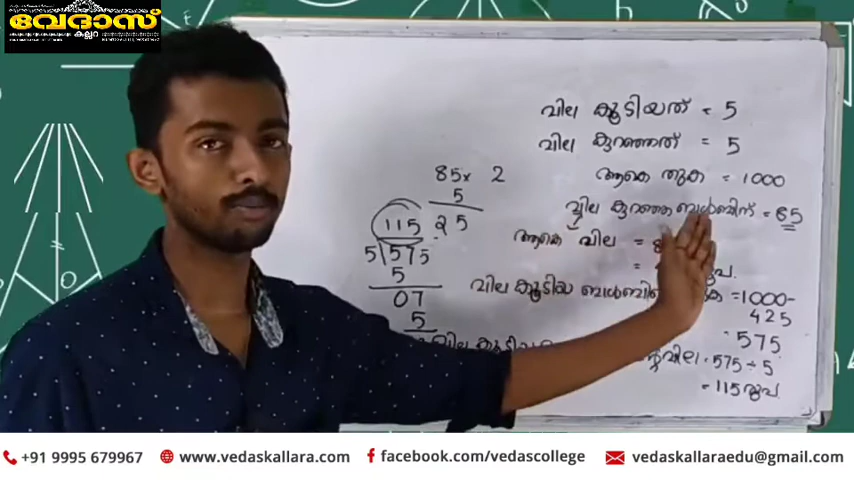 വേദാസ്
കല്ലറ
വില കൂടിയത് = 5
വില കുറഞ്ഞത് = 5
ആകെ തുക = 1000
വില കുറഞ്ഞ ബൾബിന് = 85
ആകെ വില = 8
രൂപ.
വില കൂടിയ ബൾബി = 1000-
425
575
വില കൂടിയ
വില = 575 ÷ 5
= 115 രൂപ
85x 2
5
25
115
5 575
5
07
5
+91 9995 679967
www.vedaskallara.com
facebook.com/vedascollege
vedaskallaraedu@gmail.com